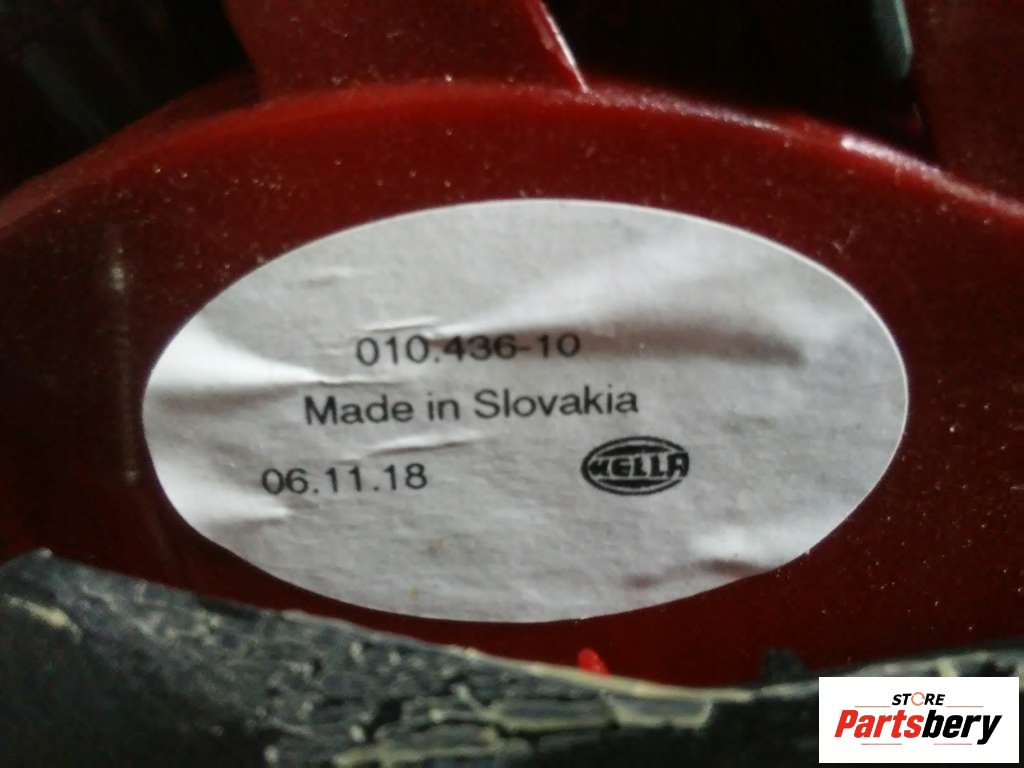 010.436-10
Made in Slovakia
06.11.18
HELLA
STORE
Partsbery